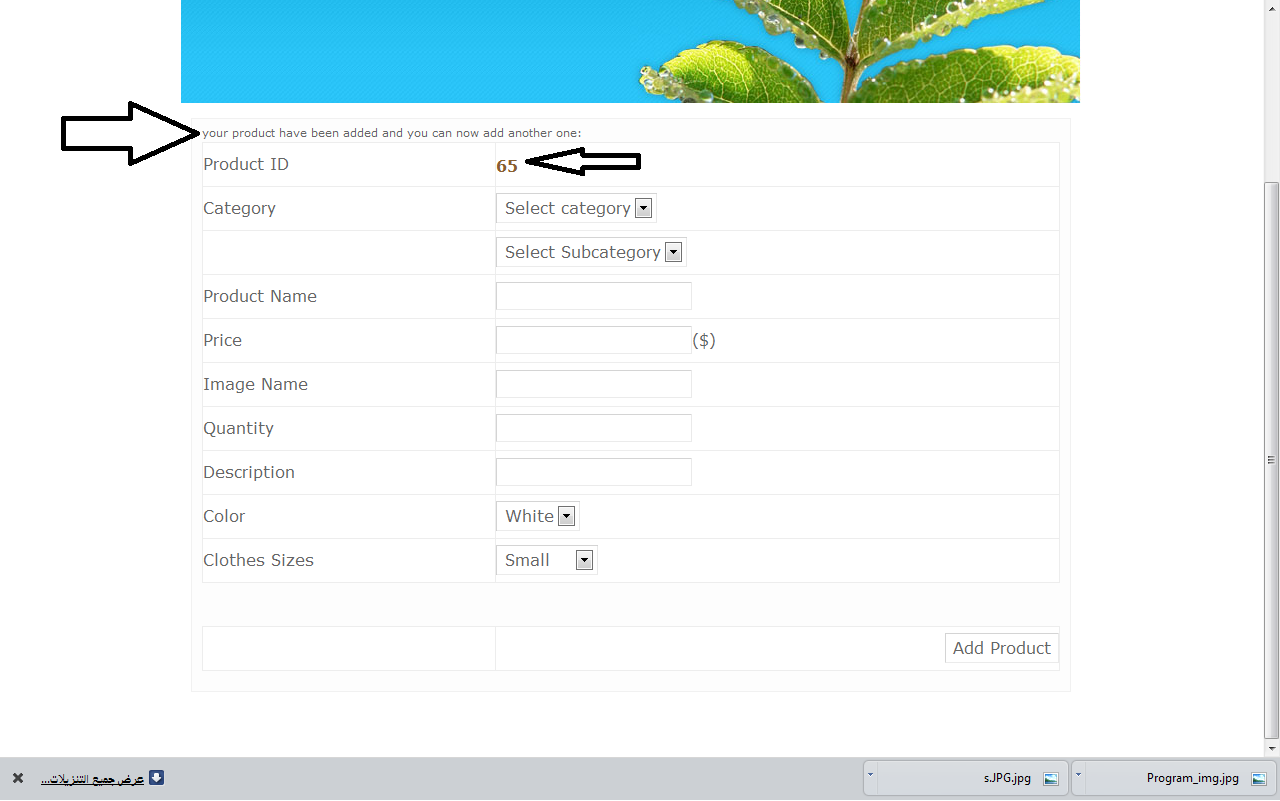 your product have been added and you can now add another one:
Product ID 65
Category Select category
Select Subcategory
Product Name
Price ($)
Image Name
Quantity
Description
Color White
Clothes Sizes Small
Add Product
عرض جميع التنزيلات...
s.JPG.jpg
Program_img.jpg